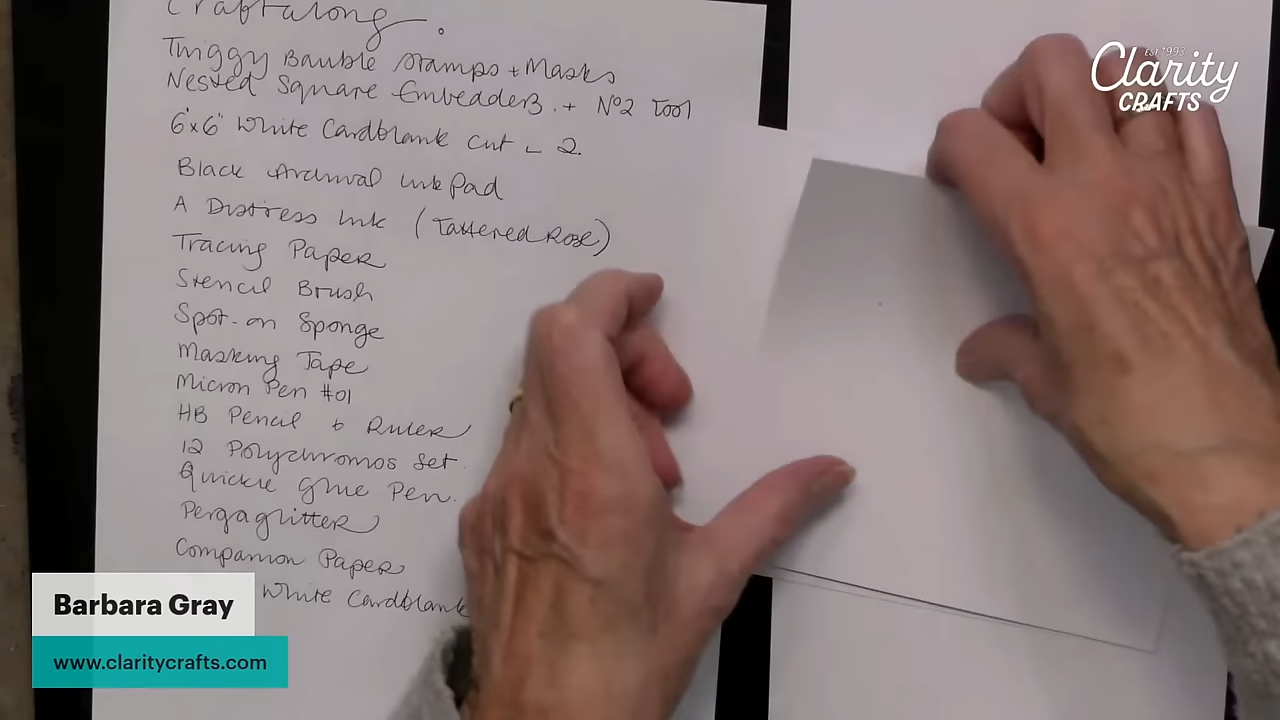 Craftalong.
Twiggy Bauble Stamps + Masks
Nested Square Embedders. + Nº2 Tool
6"x6" White Cardblank cut in 2.
Black Archival Ink Pad
A Distress Ink (Tattered Rose)
Tracing Paper
Stencil Brush
Spot-on Sponge
Masking Tape
Micron Pen #01
HB Pencil & Ruler
12 Polychromos Set.
Quickie Glue Pen.
Pergaglitter
Companion Paper
White Cardblank
EST 1993
Clarity
CRAFTS
Barbara Gray
www.claritycrafts.com